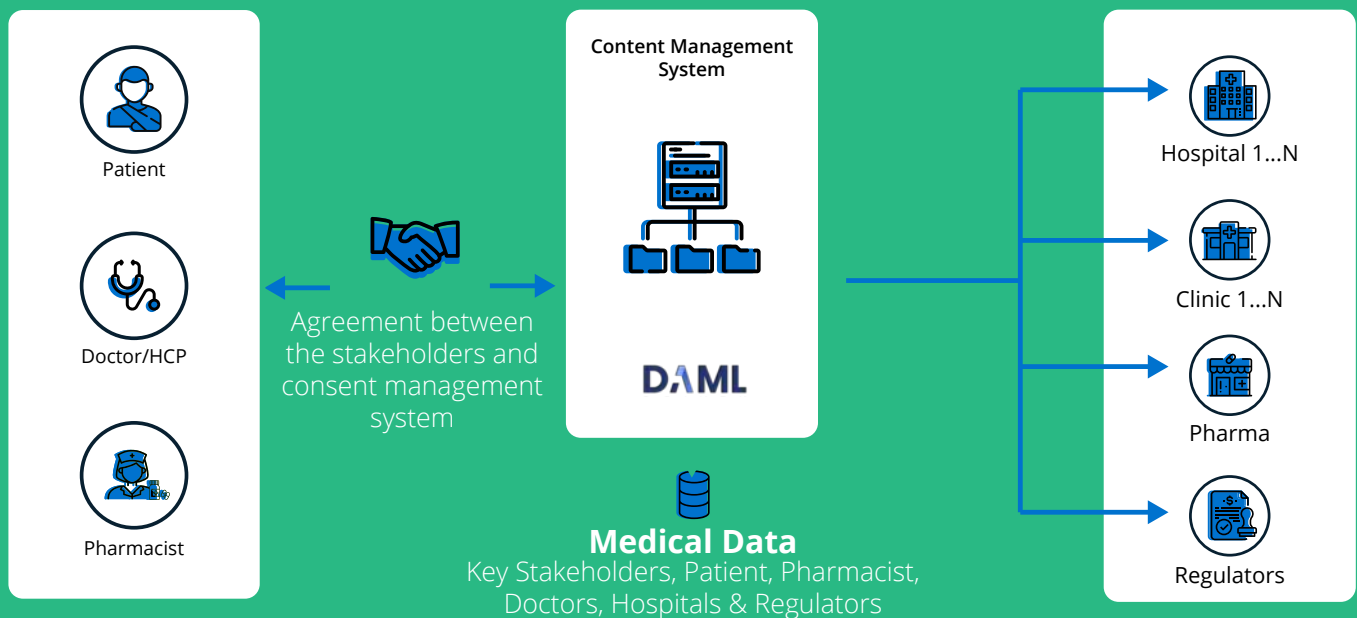 Patient
Doctor/HCP
Pharmacist
Agreement between
the stakeholders and
consent management
system
Content Management
System
DAML
Medical Data
Key Stakeholders, Patient, Pharmacist,
Doctors, Hospitals & Regulators
Hospital 1...N
Clinic 1...N
Pharma
Regulators